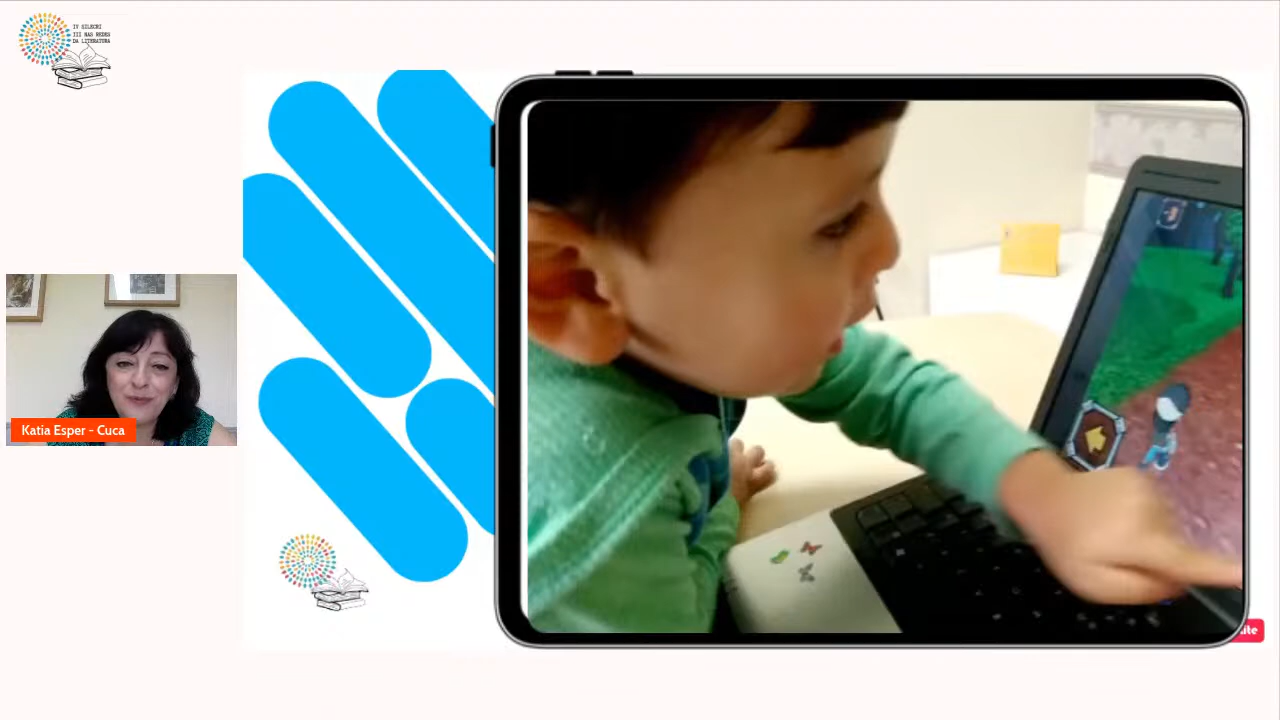 IV SILECRI
III NAS REDES
DA LITERATURA
Katia Esper - Cuca